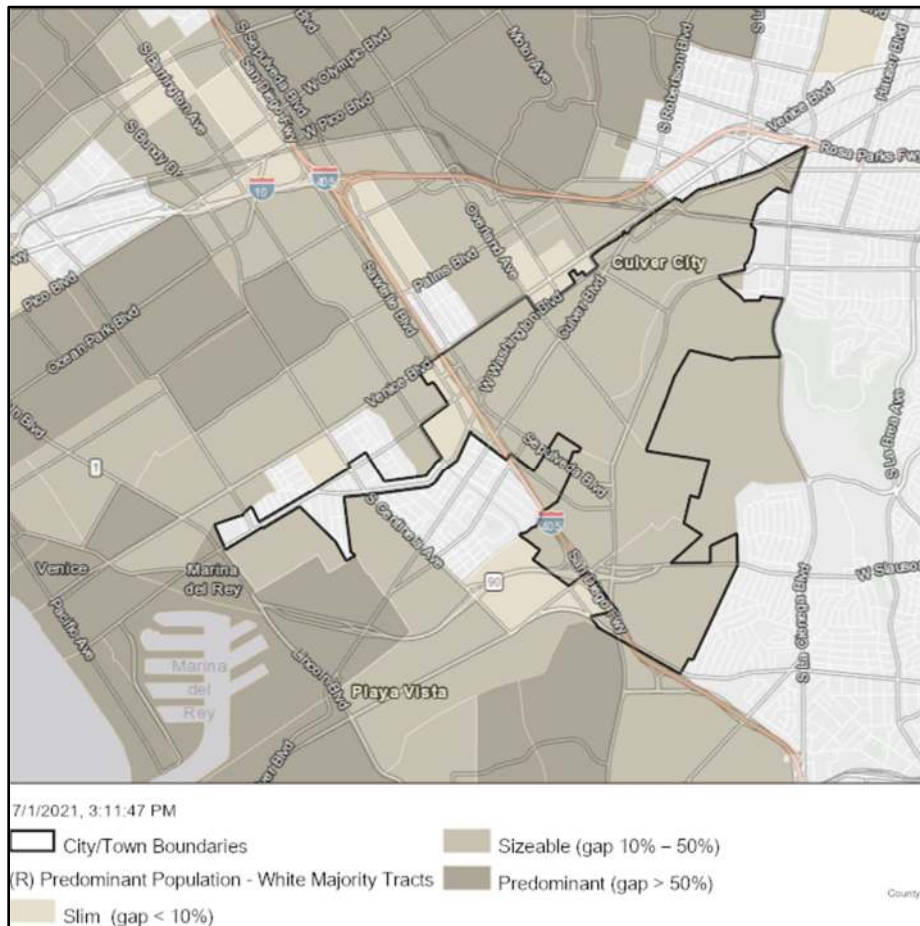 S Sepulveda Blvd
San Diego Fwy
W Olympic Blvd
W Pico Blvd
Motor Ave
S Barrington Ave
S Bundy Dr
S Robertson Blvd
Hauser Blvd
Venice Blvd
Rosa Parks Fwy
10
405
Overland Ave
Palms Blvd
Culver City
Culver Blvd
W Washington Blvd
Sawtelle Blvd
Pico Blvd
Ocean Park Blvd
Venice Blvd
S La Brea Ave
Sepulveda Blvd
1
S Centinela Ave
405
San Diego Fwy
90
W Slauson
S La Cienega Blvd
Venice
Marina
del Rey
Pacific Ave
Marina
del
Rey
Lincoln Blvd
Playa Vista
7/1/2021, 3:11:47 PM
City/Town Boundaries
Sizeable (gap 10% – 50%)
(R) Predominant Population - White Majority Tracts
Predominant (gap > 50%)
Slim (gap < 10%)
County